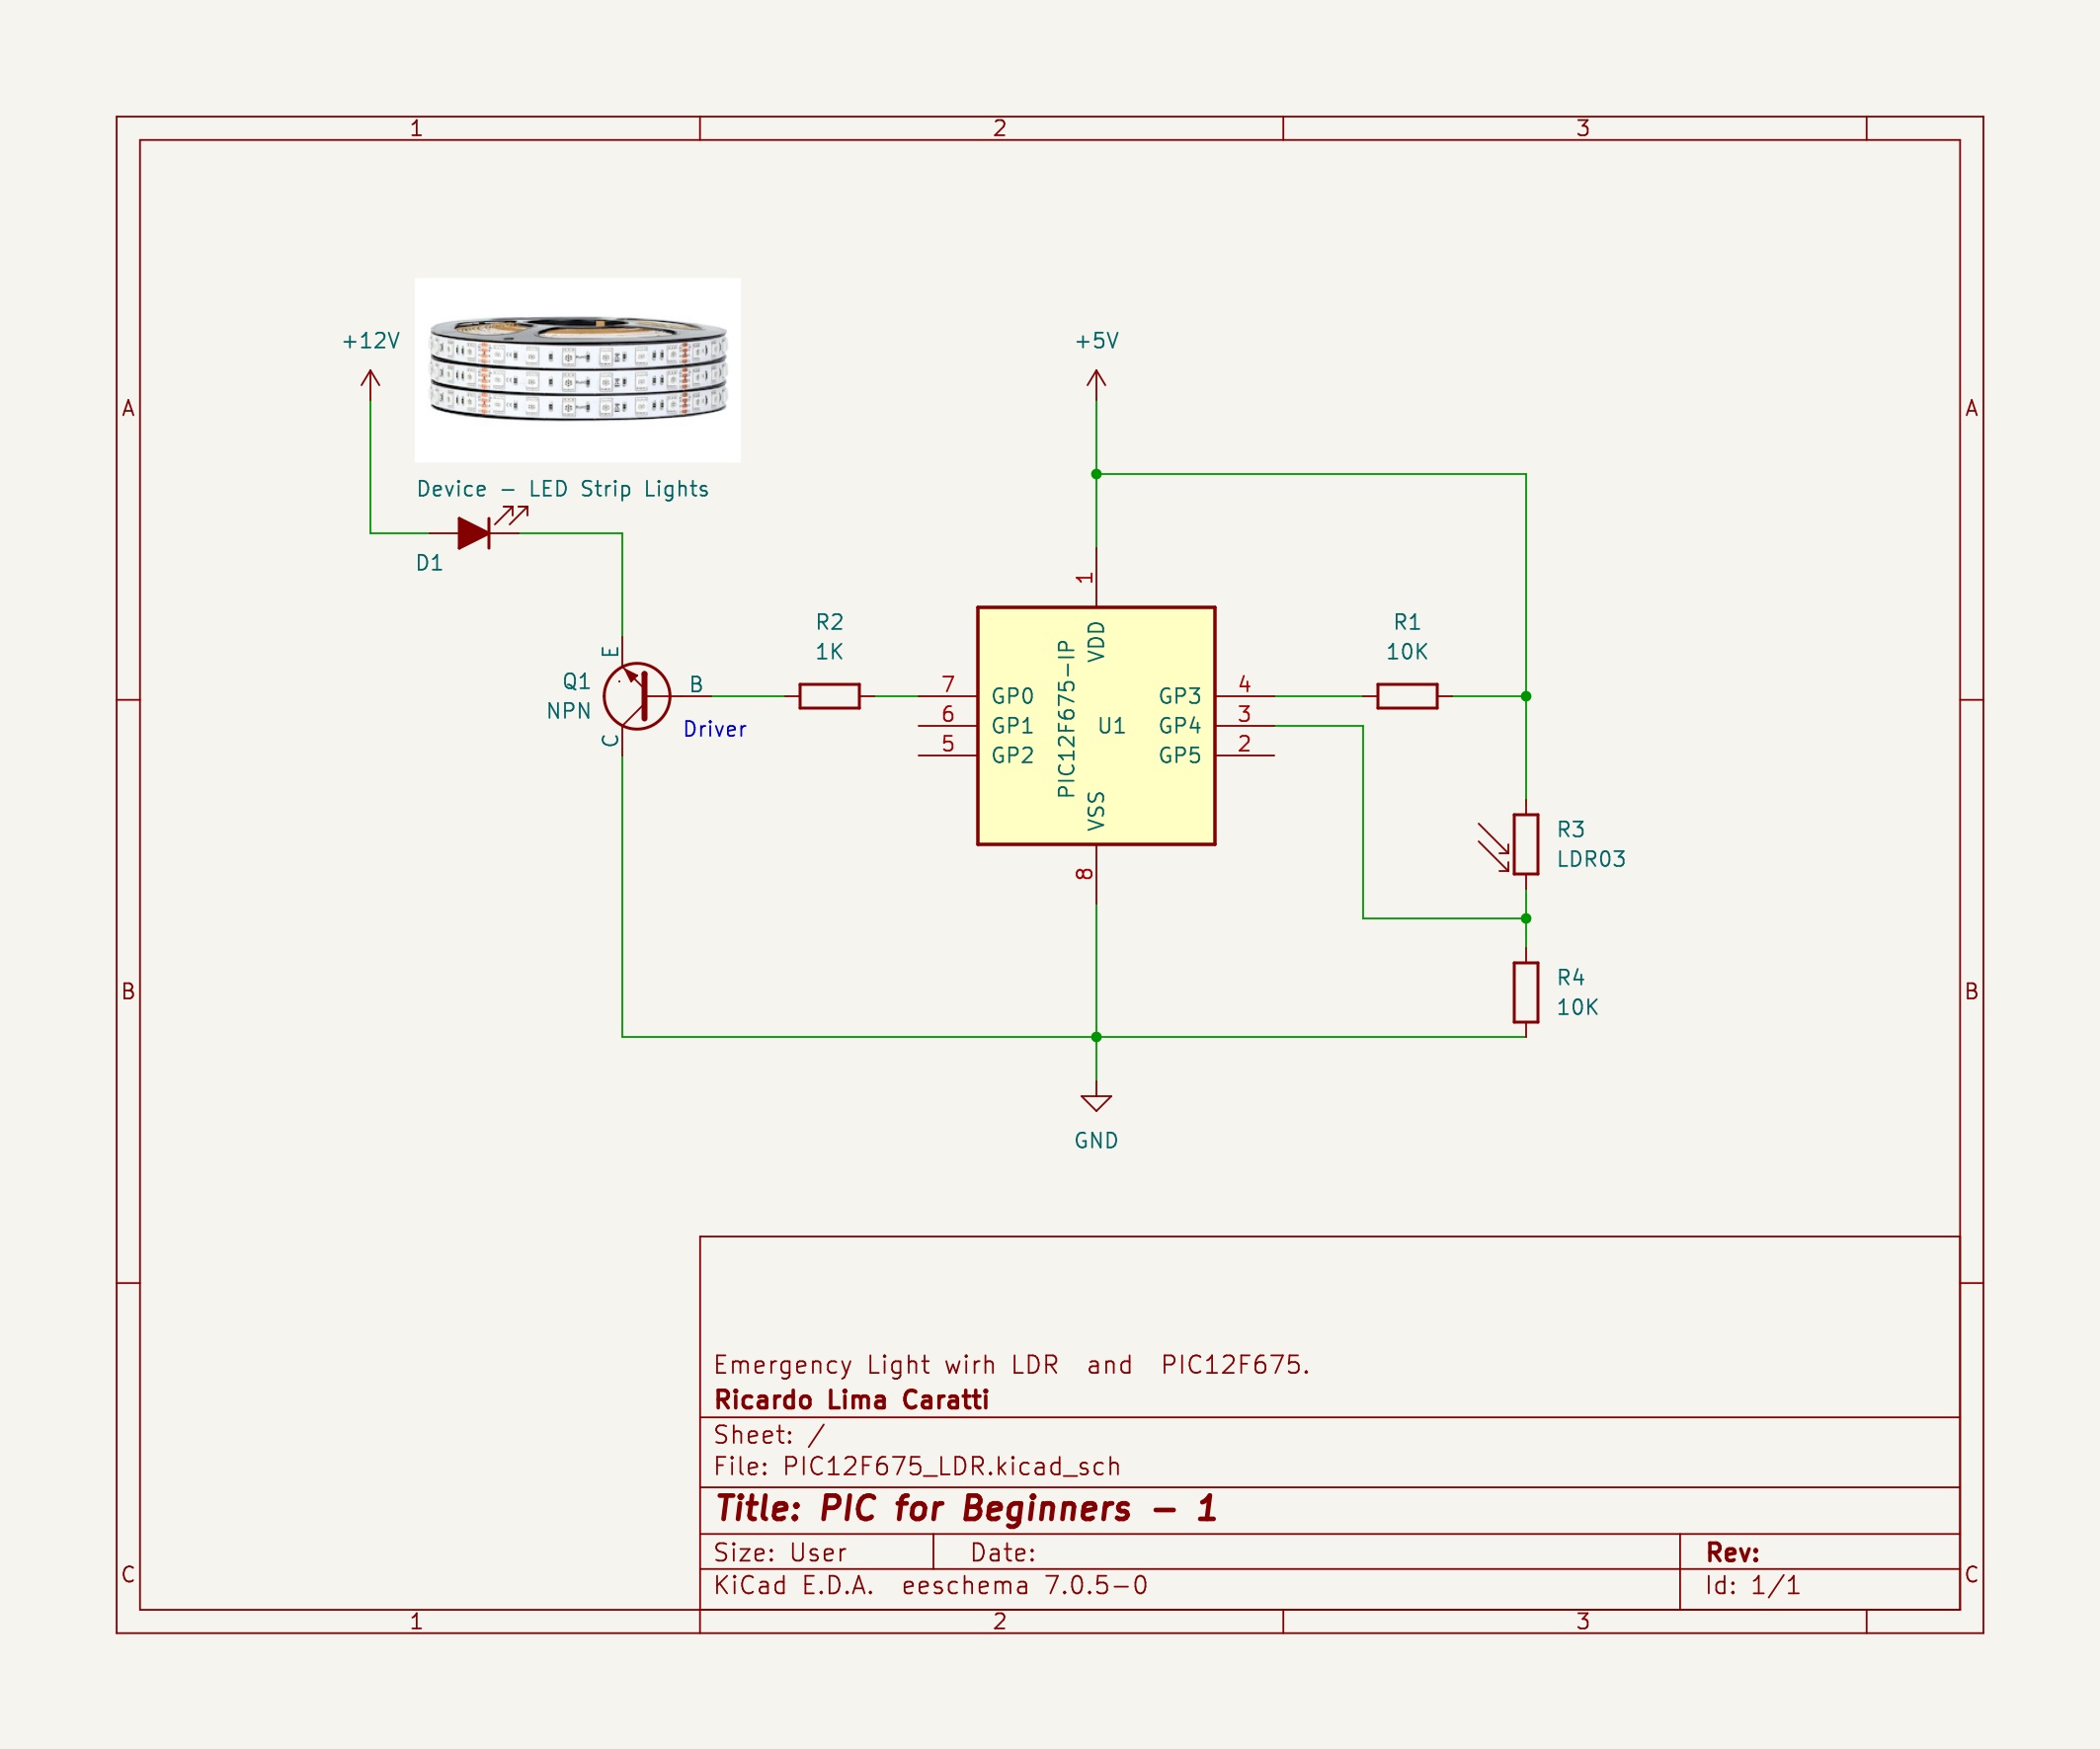 1 2 3
A A
+12V
+5V
Device - LED Strip Lights
D1
1
R2
1K
R1
10K
E
Q1
NPN
B
C
Driver
7 GP0
6 GP1
5 GP2
VDD
PIC12F675-IP
U1
VSS
GP3 4
GP4 3
GP5 2
8
R3
LDR03
R4
10K
B B
GND
Emergency Light wirh LDR and PIC12F675.
Ricardo Lima Caratti
Sheet: /
File: PIC12F675_LDR.kicad_sch
Title: PIC for Beginners - 1
Size: User Date: Rev:
KiCad E.D.A. eeschema 7.0.5-0 Id: 1/1
C C
1 2 3